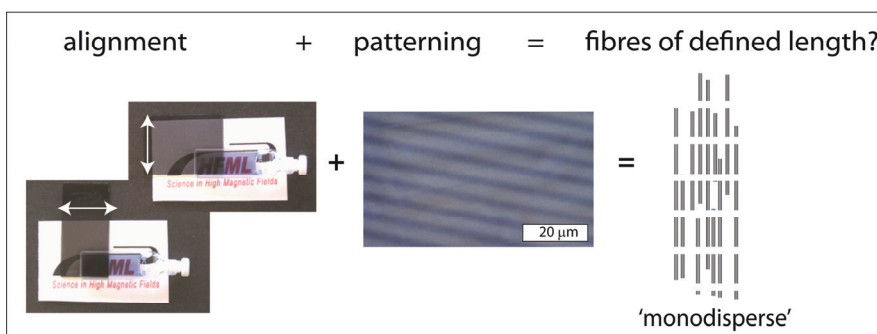 alignment + patterning = fibres of defined length?
HFML
Science in High Magnetic Fields
+
20 μm
=
ML
Science in High Magnetic Fields
'monodisperse'